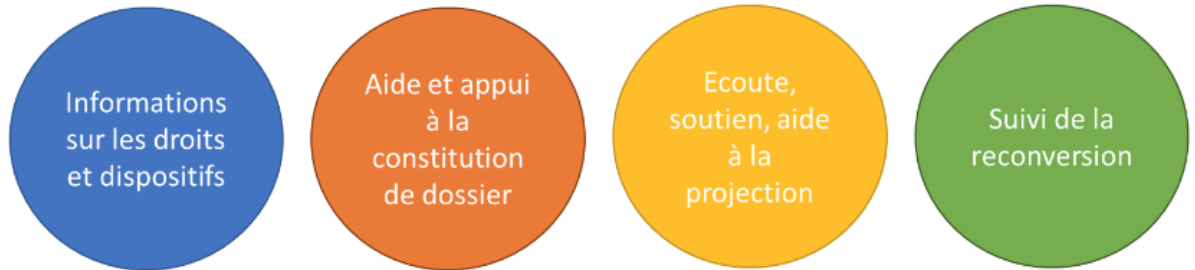 Informations
sur les droits
et dispositifs
Aide et appui
à la
constitution
de dossier
Ecoute,
soutien, aide
à la
projection
Suivi de la
reconversion